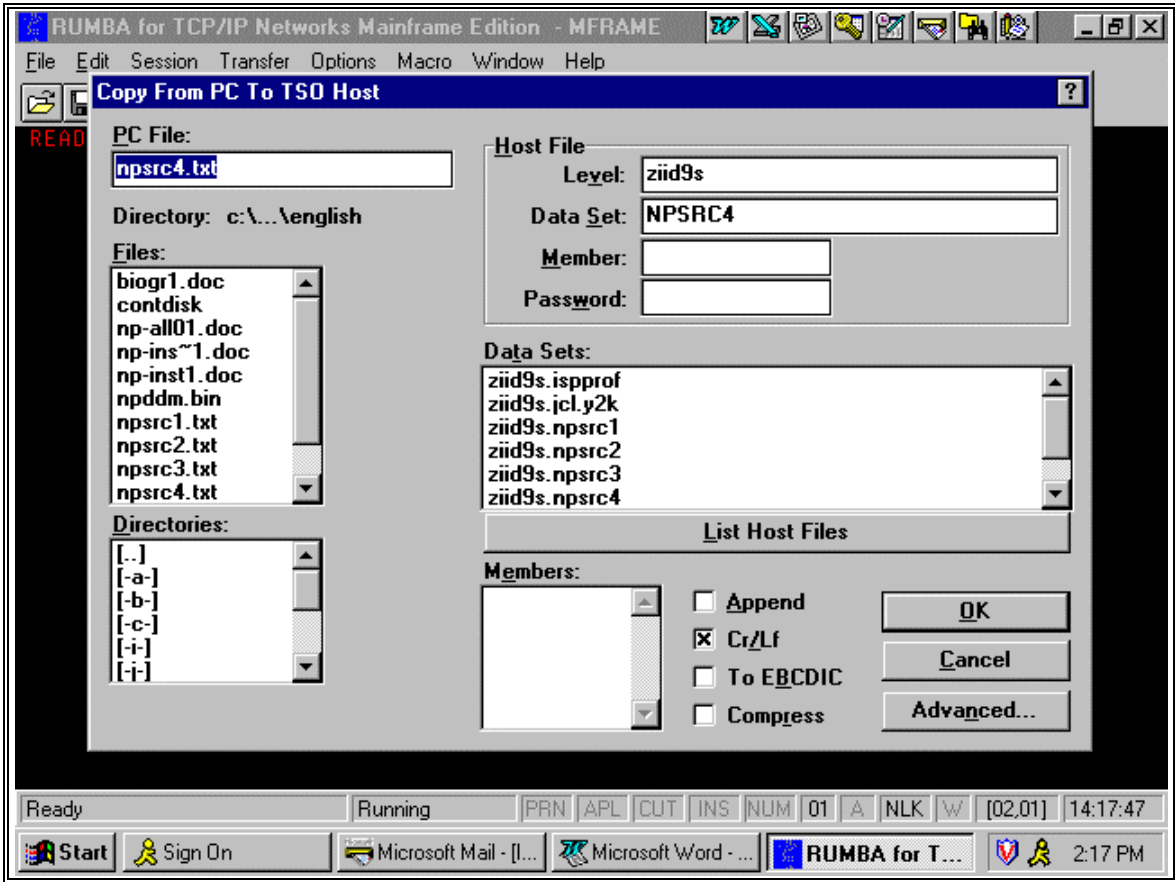 RUMBA for TCP/IP Networks Mainframe Edition - MFRAME
File Edit Session Transfer Options Macro Window Help
Copy From PC To TSO Host
READ
PC File:
npsrc4.txt
Directory: c:\...\english
Files:
biogr1.doc
contdisk
np-all01.doc
np-ins~1.doc
np-inst1.doc
npddm.bin
npsrc1.txt
npsrc2.txt
npsrc3.txt
npsrc4.txt
Directories:
[..]
[-a-]
[-b-]
[-c-]
[-i-]
[-j-]
Host File
Level: ziid9s
Data Set: NPSRC4
Member:
Password:
Data Sets:
ziid9s.ispprof
ziid9s.jcl.y2k
ziid9s.npsrc1
ziid9s.npsrc2
ziid9s.npsrc3
ziid9s.npsrc4
List Host Files
Members:
Append
Cr/Lf
To EBCDIC
Compress
OK
Cancel
Advanced...
Ready Running PRN APL CUT INS NUM 01 A NLK W [02,01] 14:17:47
Start Sign On Microsoft Mail - [I... Microsoft Word - ... RUMBA for T... 2:17 PM